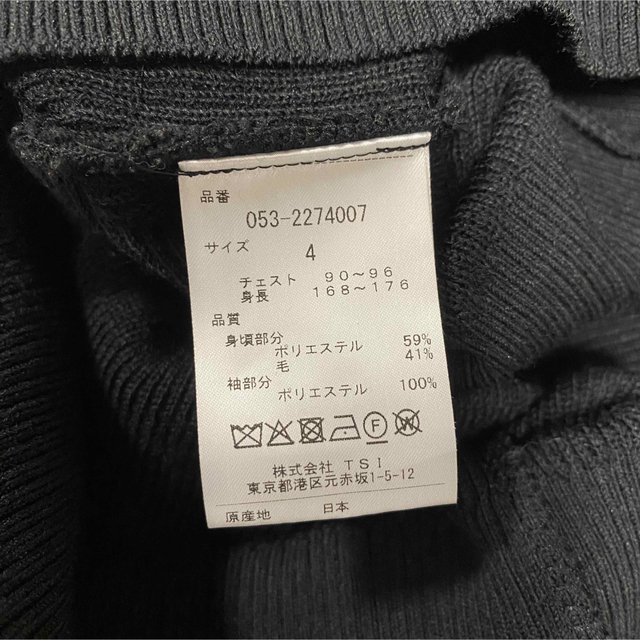 品番
053-2274007
サイズ
4
チェスト 90～96
身長 168～176
品質
身頃部分
ポリエステル 59%
毛 41%
袖部分
ポリエステル 100%
F W
株式会社 TSI
東京都港区元赤坂1-5-12
原産地 日本